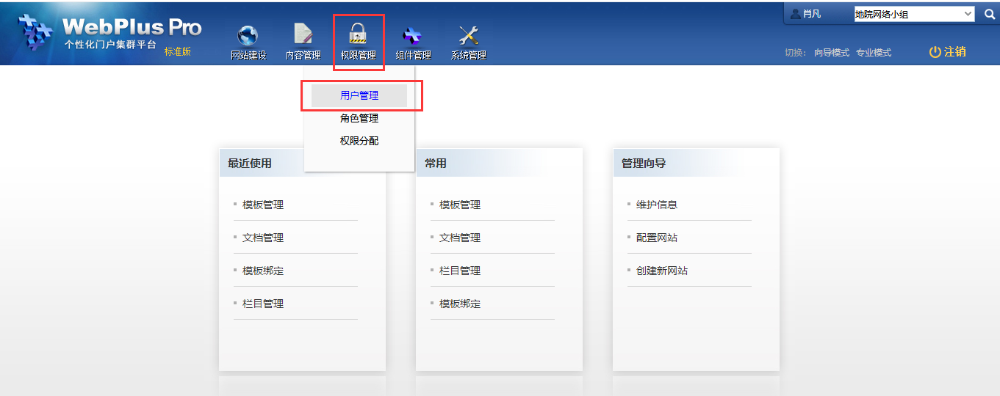 WebPlus Pro
个性化门户集群平台
标准版
网站建设
内容管理
权限管理
组件管理
系统管理
肖凡
地院网络小组
切换：
向导模式
专业模式
注销
用户管理
角色管理
权限分配
最近使用
模板管理
文档管理
模板绑定
栏目管理
常用
模板管理
文档管理
栏目管理
模板绑定
管理向导
维护信息
配置网站
创建新网站